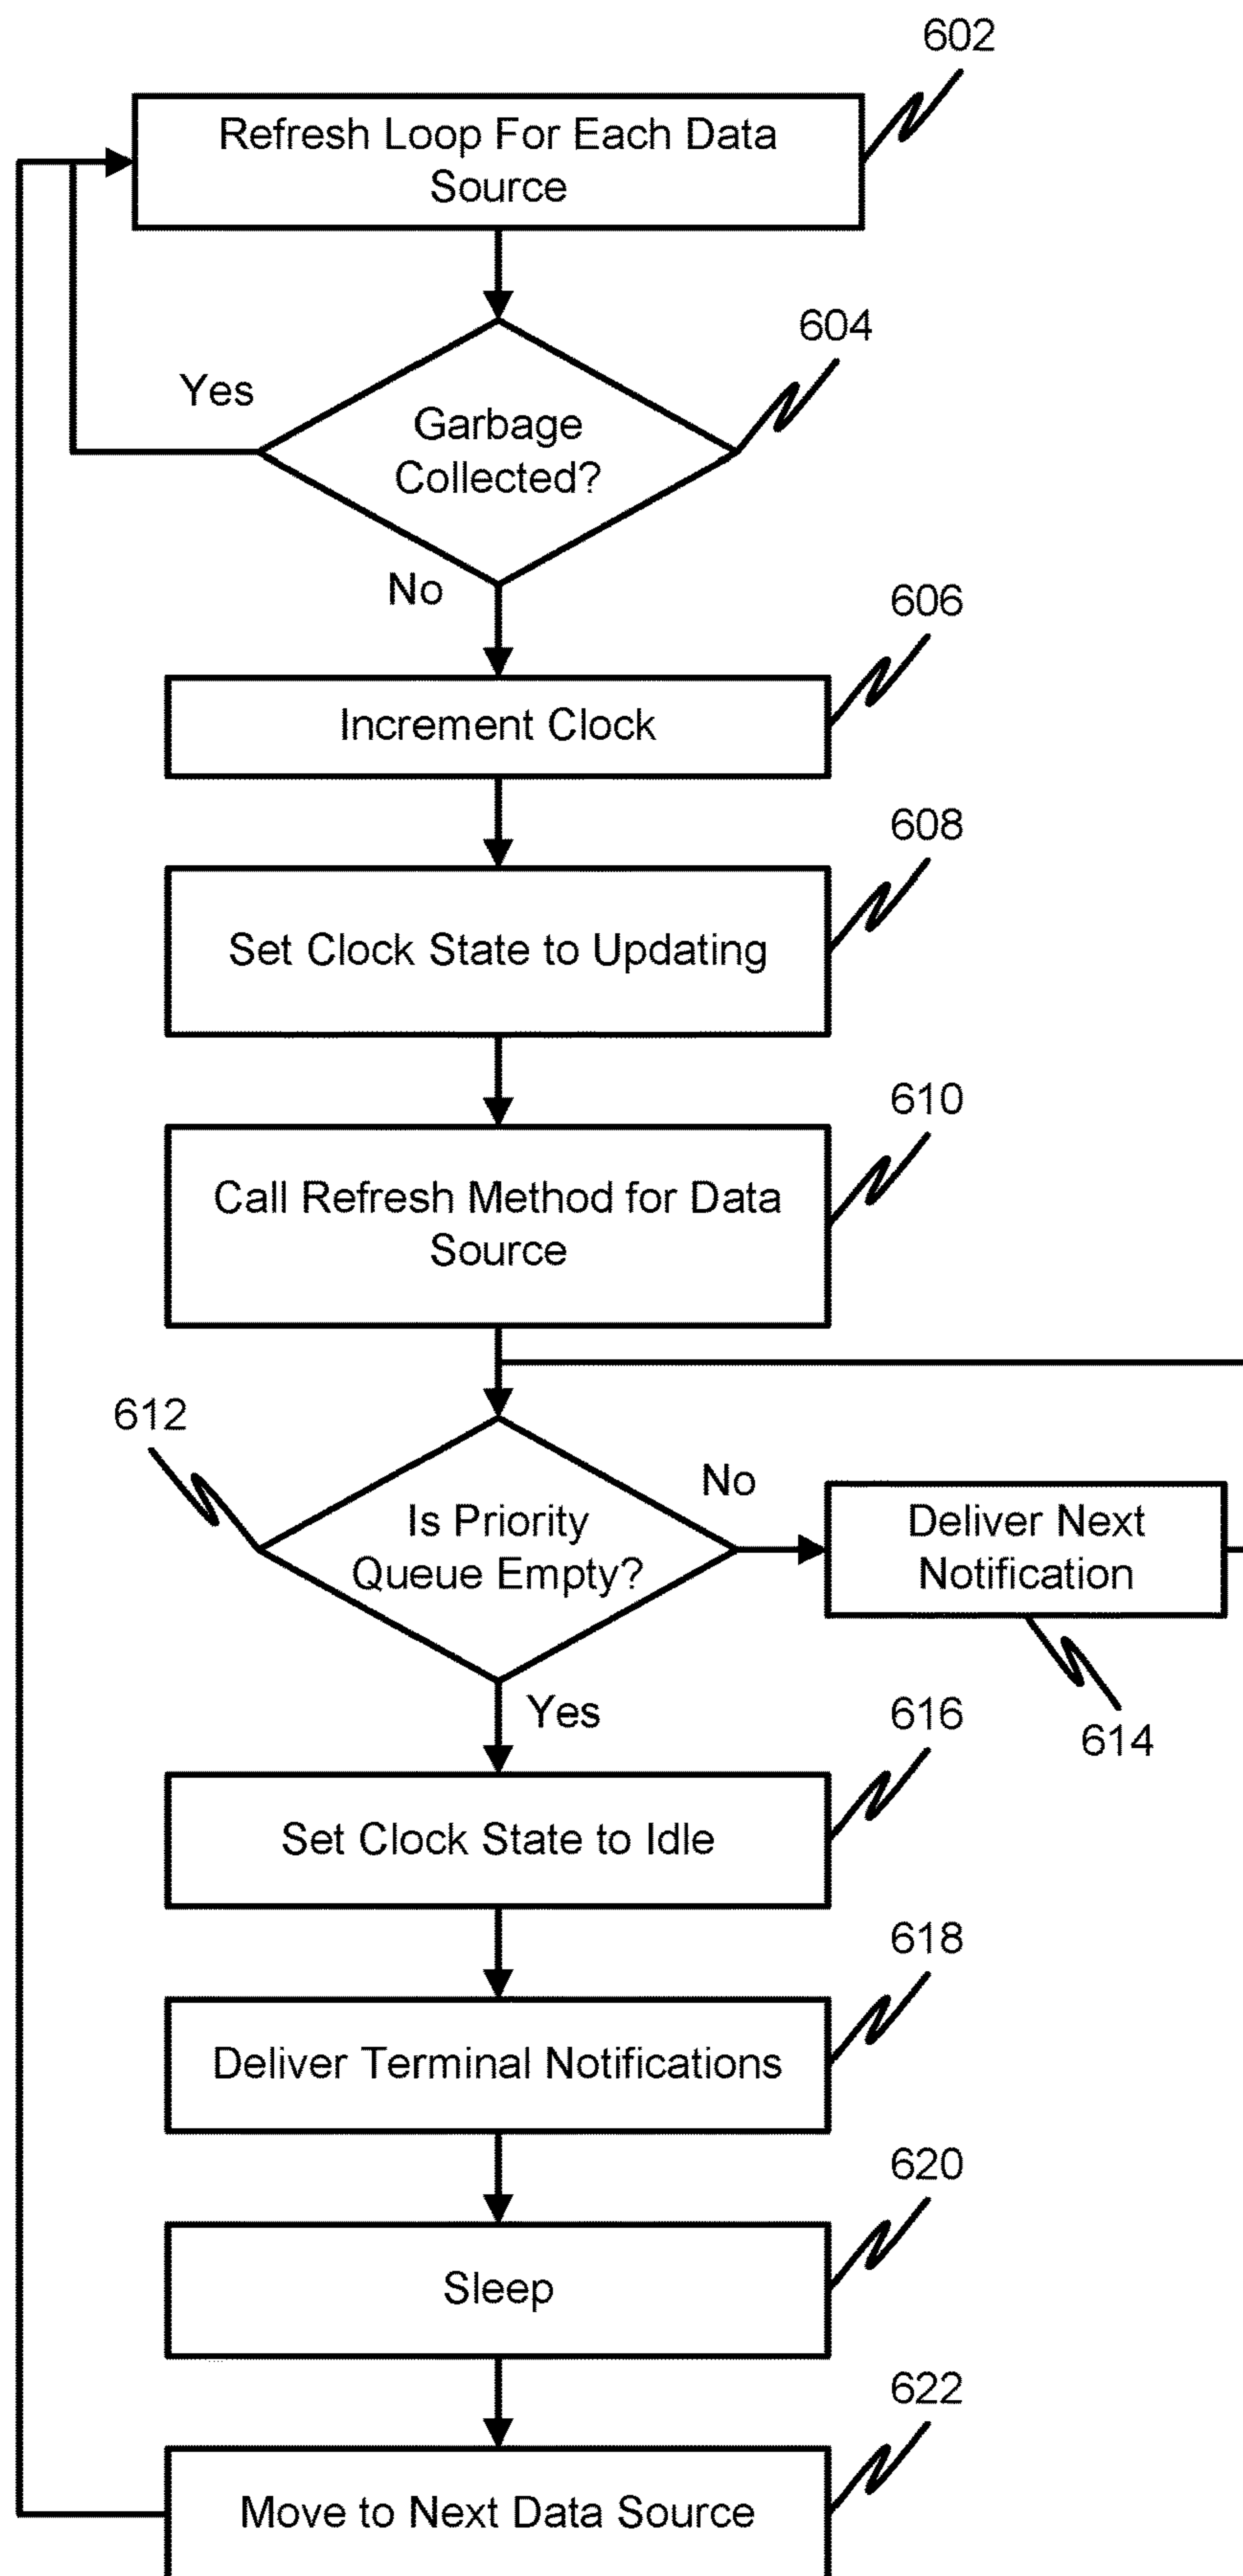 602
Refresh Loop For Each Data
Source
604
Yes
Garbage
Collected?
No
606
Increment Clock
608
Set Clock State to Updating
610
Call Refresh Method for Data
Source
612
No
Is Priority
Queue Empty?
Deliver Next
Notification
Yes
614
616
Set Clock State to Idle
618
Deliver Terminal Notifications
620
Sleep
622
Move to Next Data Source